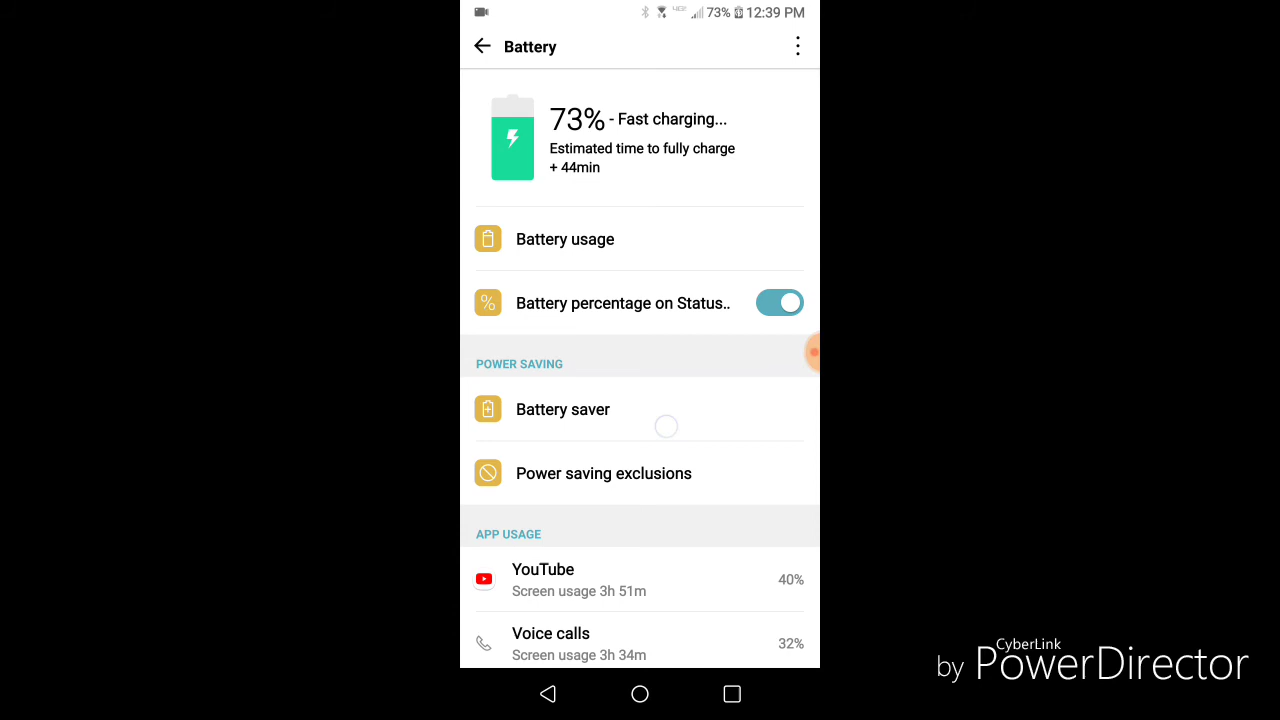 73% 12:39 PM
Battery
73% - Fast charging...
Estimated time to fully charge
+ 44min
Battery usage
% Battery percentage on Status..
POWER SAVING
Battery saver
Power saving exclusions
APP USAGE
YouTube
40%
Screen usage 3h 51m
Voice calls
32%
Screen usage 3h 34m
CyberLink
by PowerDirector